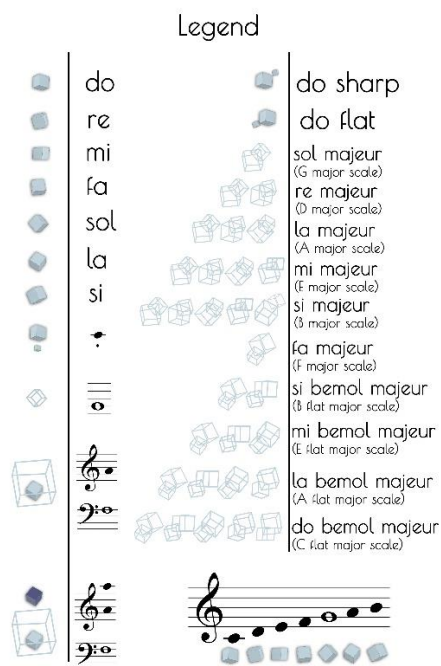 Legend
do
re
mi
fa
sol
la
si
do sharp
do flat
sol majeur
(G major scale)
re majeur
(D major scale)
la majeur
(A major scale)
mi majeur
(E major scale)
si majeur
(B major scale)
fa majeur
(F major scale)
si bemol majeur
(B flat major scale)
mi bemol majeur
(E flat major scale)
la bemol majeur
(A flat major scale)
do bemol majeur
(C flat major scale)